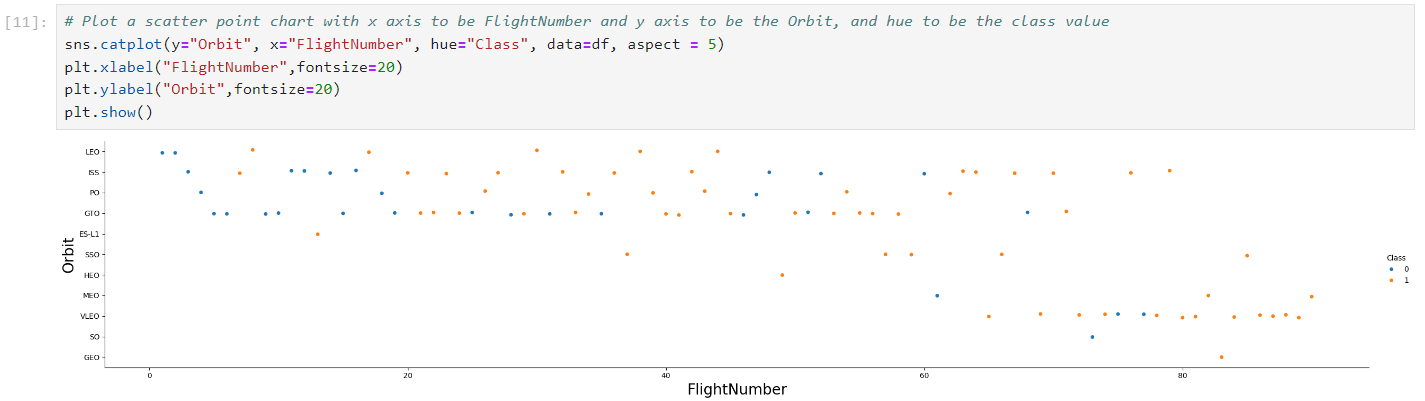 [11]: # Plot a scatter point chart with x axis to be FlightNumber and y axis to be the Orbit, and hue to be the class value
sns.catplot(y="Orbit", x="FlightNumber", hue="Class", data=df, aspect = 5)
plt.xlabel("FlightNumber",fontsize=20)
plt.ylabel("Orbit",fontsize=20)
plt.show()
LEO
ISS
PO
GTO
ES-L1
SSO
HEO
MEO
VLEO
SO
GEO
Orbit
0 20 40 60 80
FlightNumber
Class
0
1